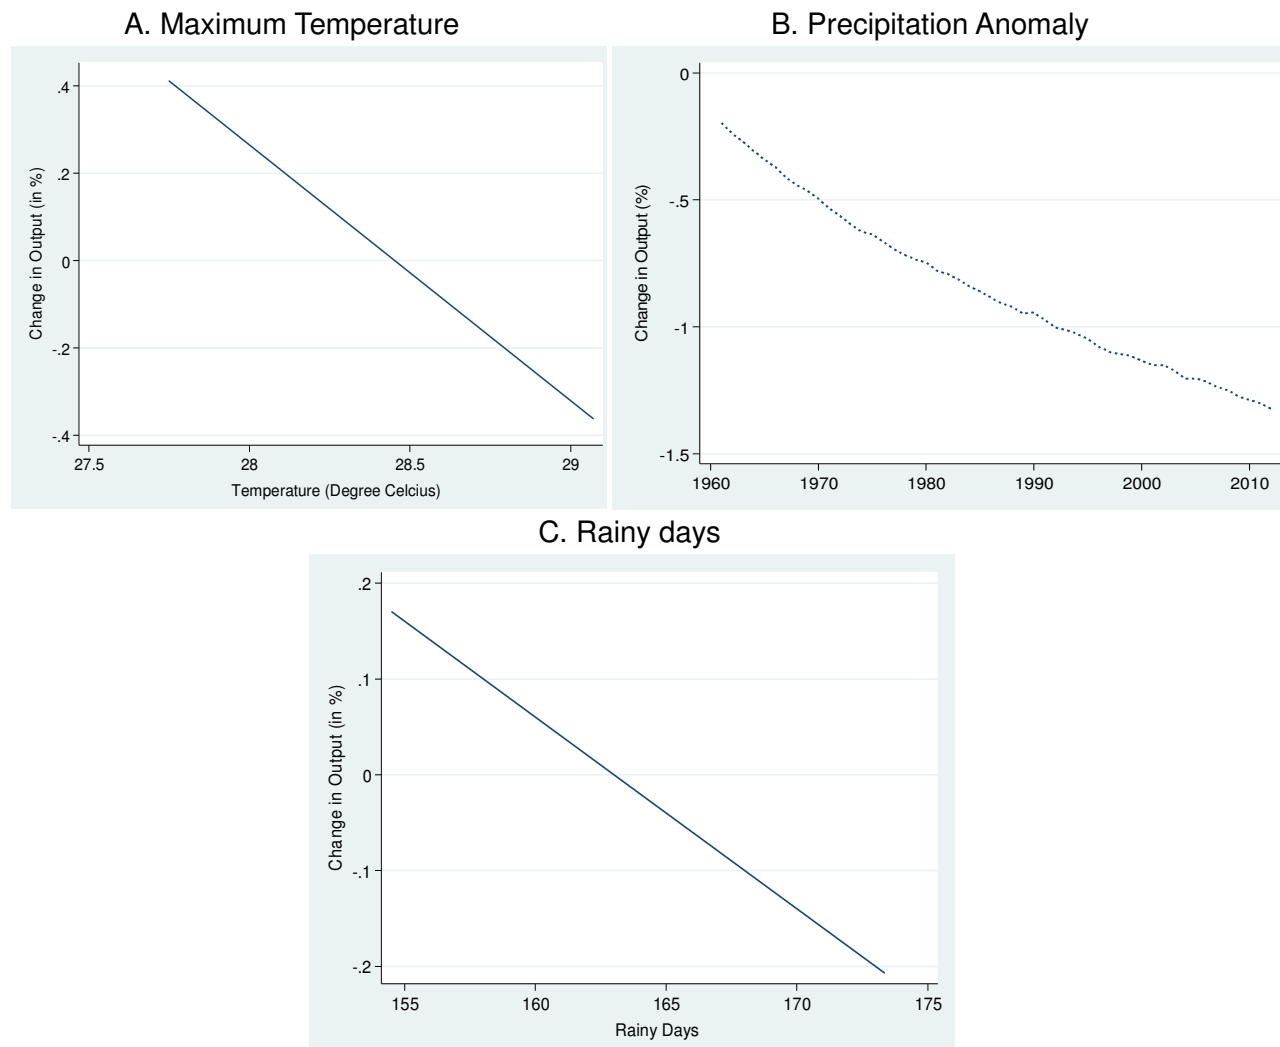 A. Maximum Temperature
.4
.2
0
-.2
-.4
Change in Output (in %)
27.5 28 28.5 29
Temperature (Degree Celcius)
B. Precipitation Anomaly
0
-.5
-1
-1.5
Change in Output (%)
1960 1970 1980 1990 2000 2010
C. Rainy days
.2
.1
0
-.1
-.2
Change in Output (in %)
155 160 165 170 175
Rainy Days